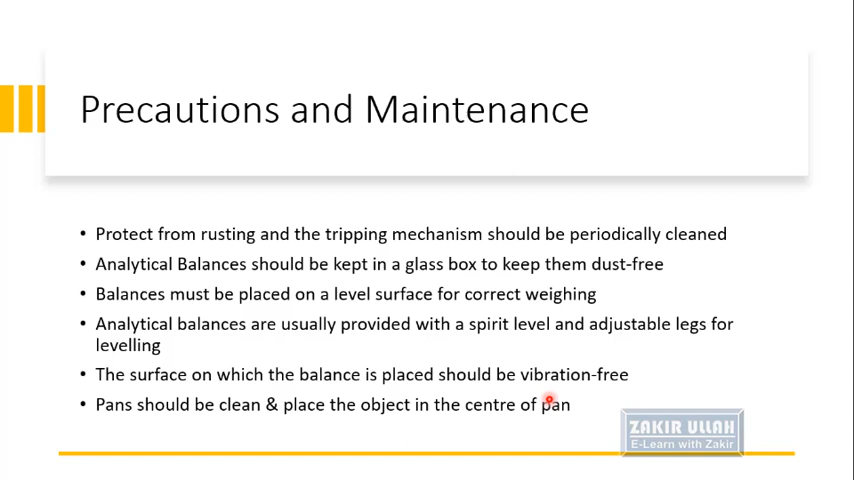 Precautions and Maintenance
• Protect from rusting and the tripping mechanism should be periodically cleaned
• Analytical Balances should be kept in a glass box to keep them dust-free
• Balances must be placed on a level surface for correct weighing
• Analytical balances are usually provided with a spirit level and adjustable legs for
levelling
• The surface on which the balance is placed should be vibration-free
• Pans should be clean & place the object in the centre of pan
ZAKIR ULLAH
E-Learn with Zakir